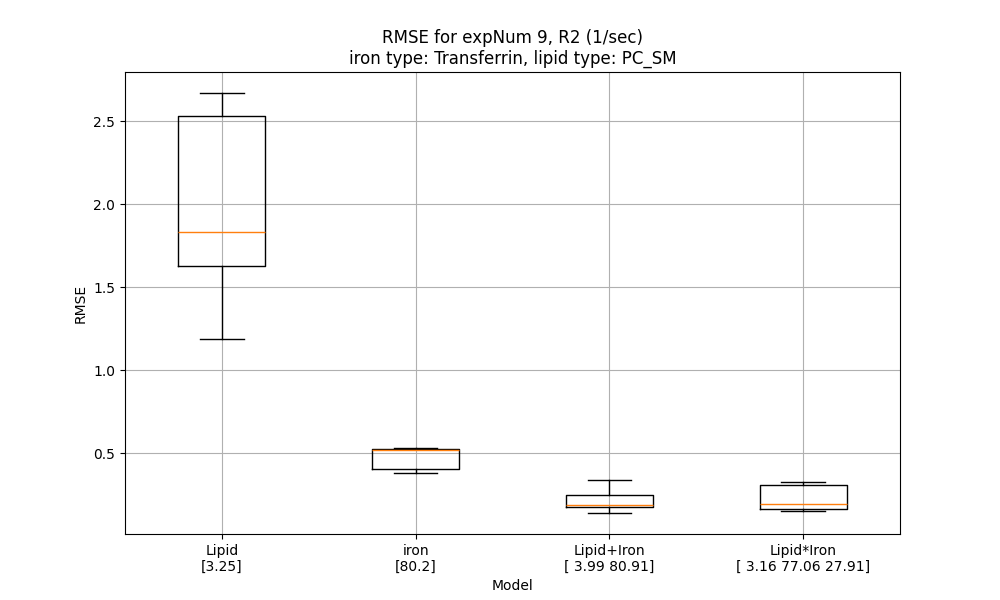 RMSE for expNum 9, R2 (1/sec)
iron type: Transferrin, lipid type: PC_SM
2.5
2.0
1.5
1.0
0.5
RMSE
Lipid
[3.25]
iron
[80.2]
Lipid+Iron
[ 3.99 80.91]
Lipid*Iron
[ 3.16 77.06 27.91]
Model